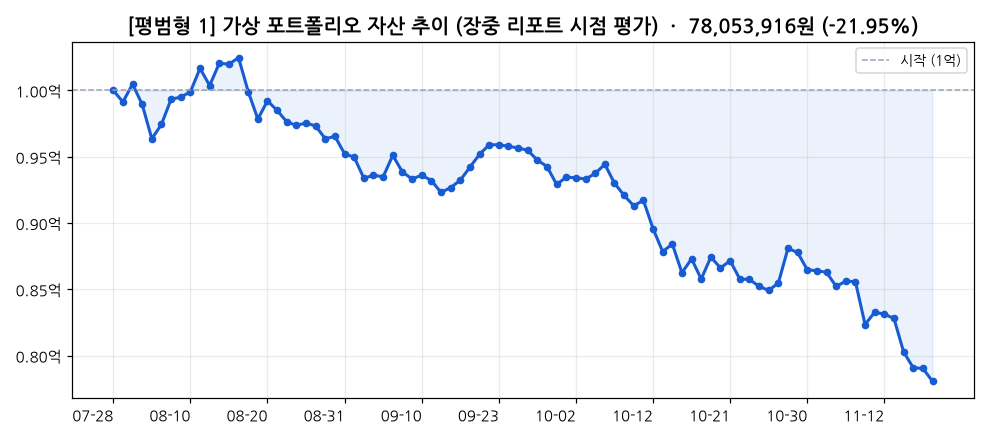 [평범형 1] 가상 포트폴리오 자산 추이 (장중 리포트 시점 평가) · 78,053,916원 (-21.95%)
시작 (1억)
1.00억
0.95억
0.90억
0.85억
0.80억
07-28 08-10 08-20 08-31 09-10 09-23 10-02 10-12 10-21 10-30 11-12